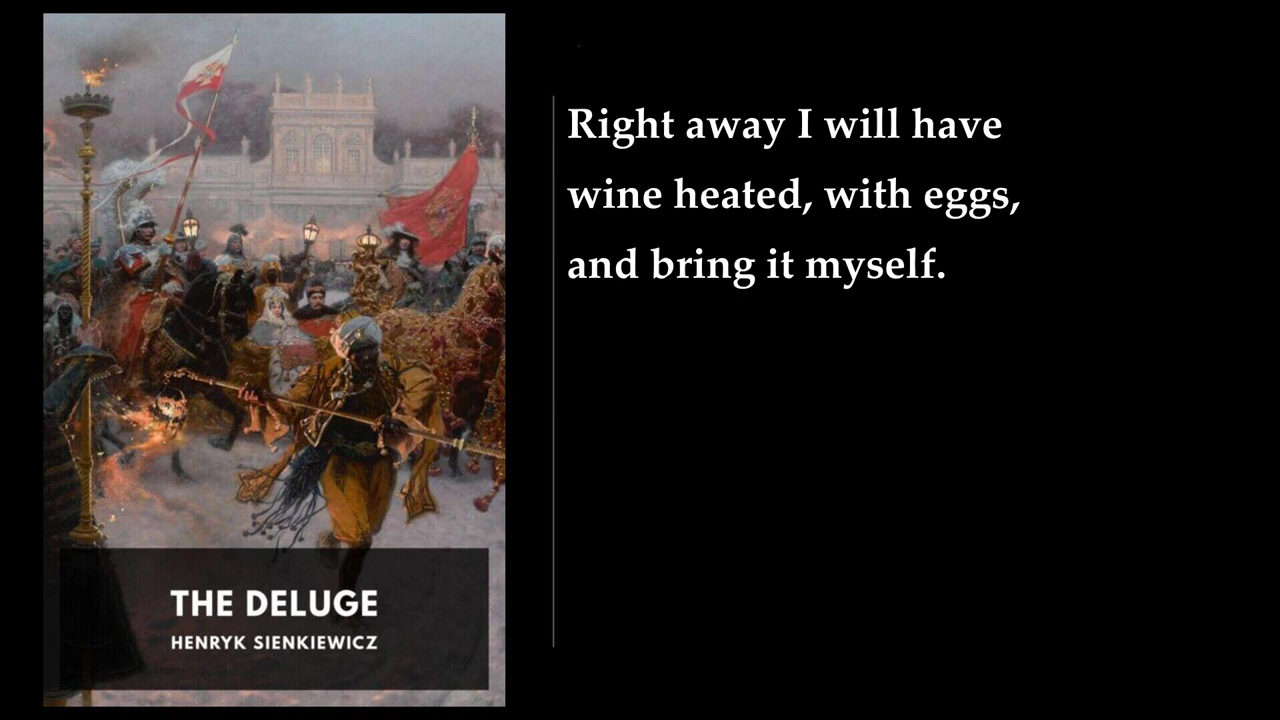 Right away I will have
wine heated, with eggs,
and bring it myself.
THE DELUGE
HENRYK SIENKIEWICZ